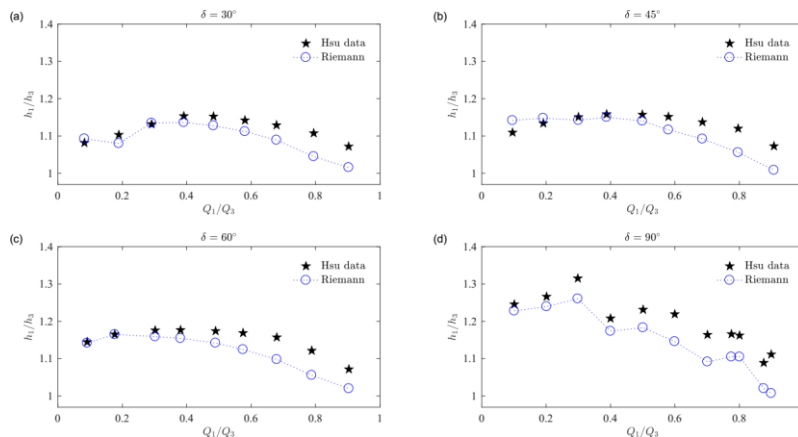 (a)
δ = 30°
1.4
1.3
1.2
1.1
1
h₁/h₃
Hsu data
Riemann
0 0.2 0.4 0.6 0.8 1
Q₁/Q₃
(b)
δ = 45°
1.4
1.3
1.2
1.1
1
h₁/h₃
Hsu data
Riemann
0 0.2 0.4 0.6 0.8 1
Q₁/Q₃
(c)
δ = 60°
1.4
1.3
1.2
1.1
1
h₁/h₃
Hsu data
Riemann
0 0.2 0.4 0.6 0.8 1
Q₁/Q₃
(d)
δ = 90°
1.4
1.3
1.2
1.1
1
h₁/h₃
Hsu data
Riemann
0 0.2 0.4 0.6 0.8 1
Q₁/Q₃